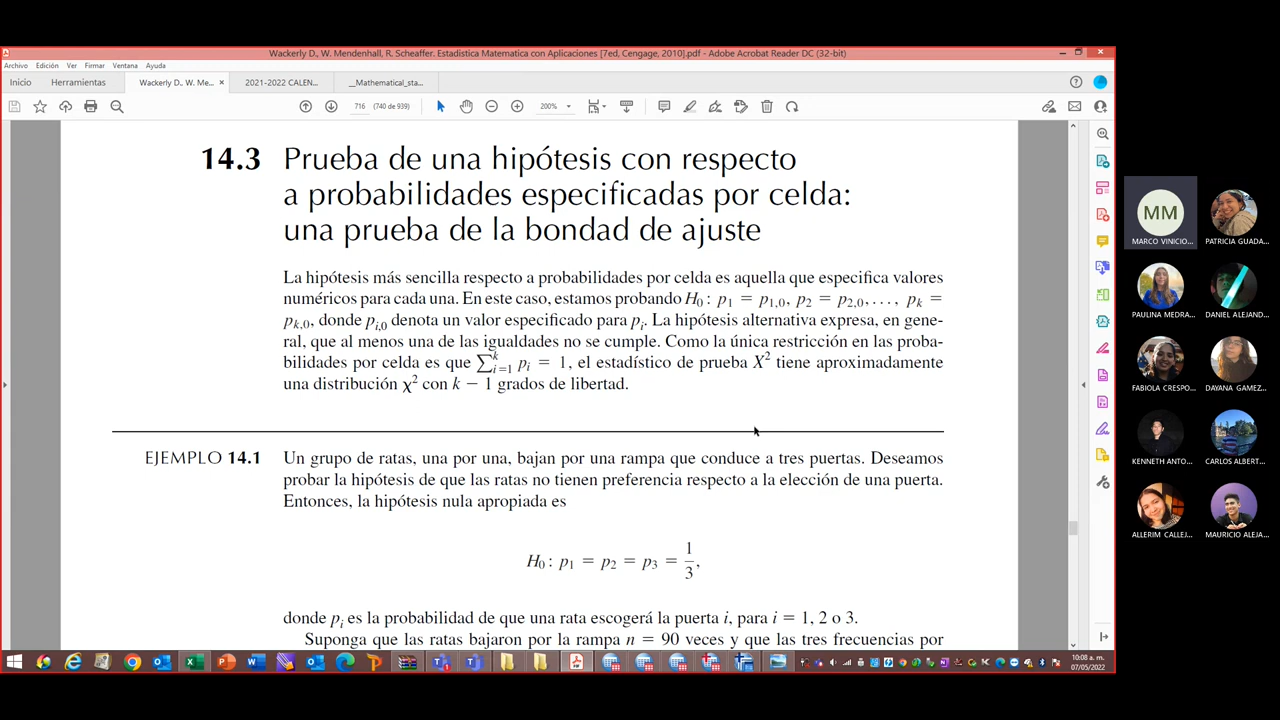 Wackerly D., W. Mendenhall, R. Scheaffer. Estadística Matematica con Aplicaciones [7ed, Cengage, 2010].pdf - Adobe Acrobat Reader DC (32-bit)
Archivo Edición Ver Firmar Ventana Ayuda
Inicio Herramientas Wackerly D., W. Me... × 2021-2022 CALEN... __Mathematical_sta...
716 (740 de 939) 200%
14.3 Prueba de una hipótesis con respecto
a probabilidades especificadas por celda:
una prueba de la bondad de ajuste
La hipótesis más sencilla respecto a probabilidades por celda es aquella que especifica valores
numéricos para cada una. En este caso, estamos probando H₀: p₁ = p₁,₀, p₂ = p₂,₀, . . . , pₖ =
pₖ,₀, donde pᵢ,₀ denota un valor especificado para pᵢ. La hipótesis alternativa expresa, en gene-
ral, que al menos una de las igualdades no se cumple. Como la única restricción en las proba-
bilidades por celda es que ∑ᵏᵢ₌₁ pᵢ = 1, el estadístico de prueba X² tiene aproximadamente
una distribución χ² con k − 1 grados de libertad.
EJEMPLO 14.1 Un grupo de ratas, una por una, bajan por una rampa que conduce a tres puertas. Deseamos
probar la hipótesis de que las ratas no tienen preferencia respecto a la elección de una puerta.
Entonces, la hipótesis nula apropiada es
H₀: p₁ = p₂ = p₃ = 1/3,
donde pᵢ es la probabilidad de que una rata escogerá la puerta i, para i = 1, 2 o 3.
Suponga que las ratas bajaron por la rampa n = 90 veces y que las tres frecuencias por
10:08 a. m.
07/05/2022
MM
MARCO VINICIO... PATRICIA GUADA...
PAULINA MEDRA... DANIEL ALEJAND...
FABIOLA CRESPO... DAYANA GAMEZ...
KENNETH ANTO... CARLOS ALBERT...
ALLERIM CALLEJ... MAURICIO ALEJA...